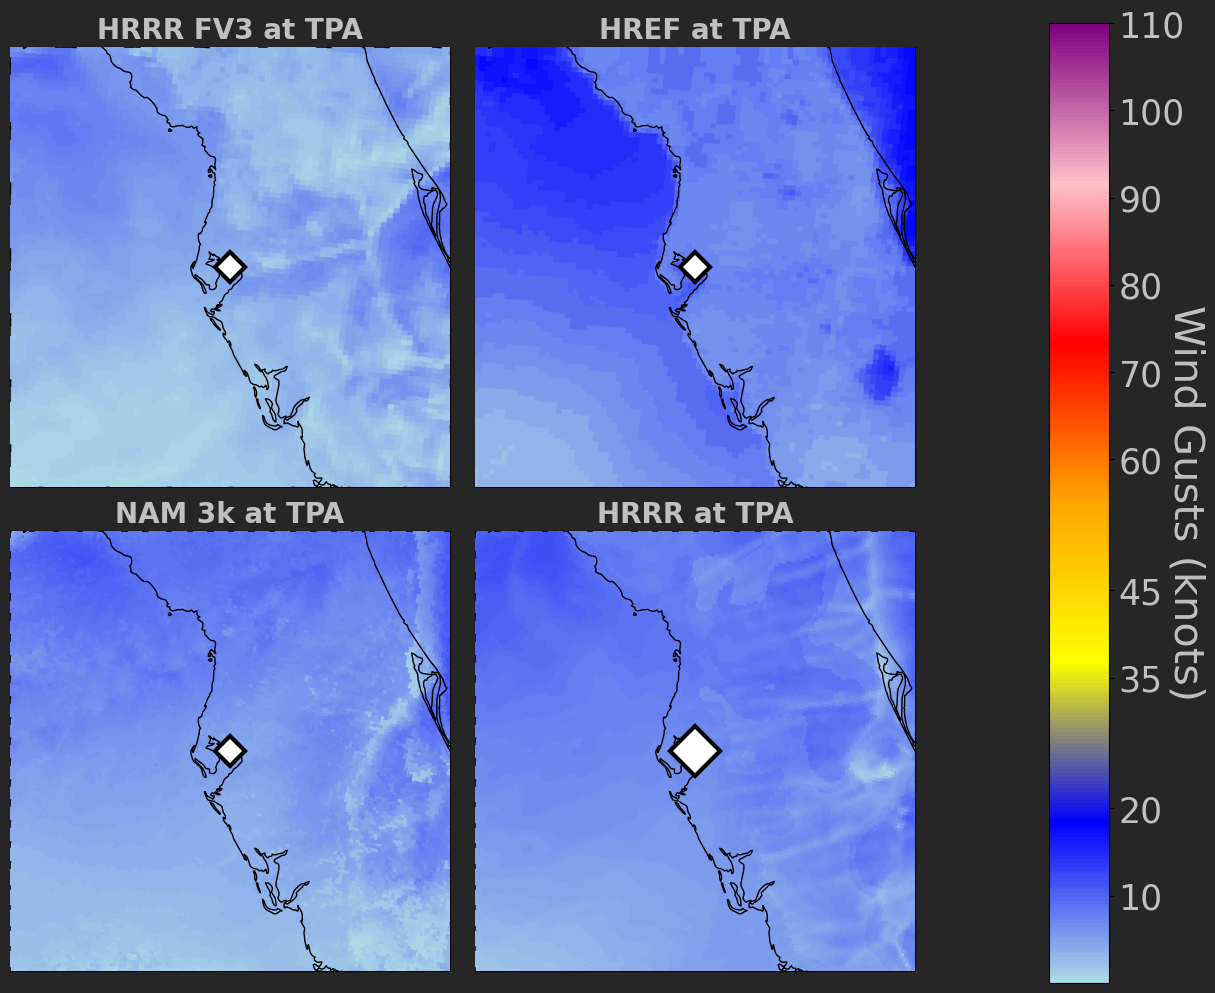 HRRR FV3 at TPA
HREF at TPA
NAM 3k at TPA
HRRR at TPA
110
100
90
80
70
60
45
35
20
10
Wind Gusts (knots)